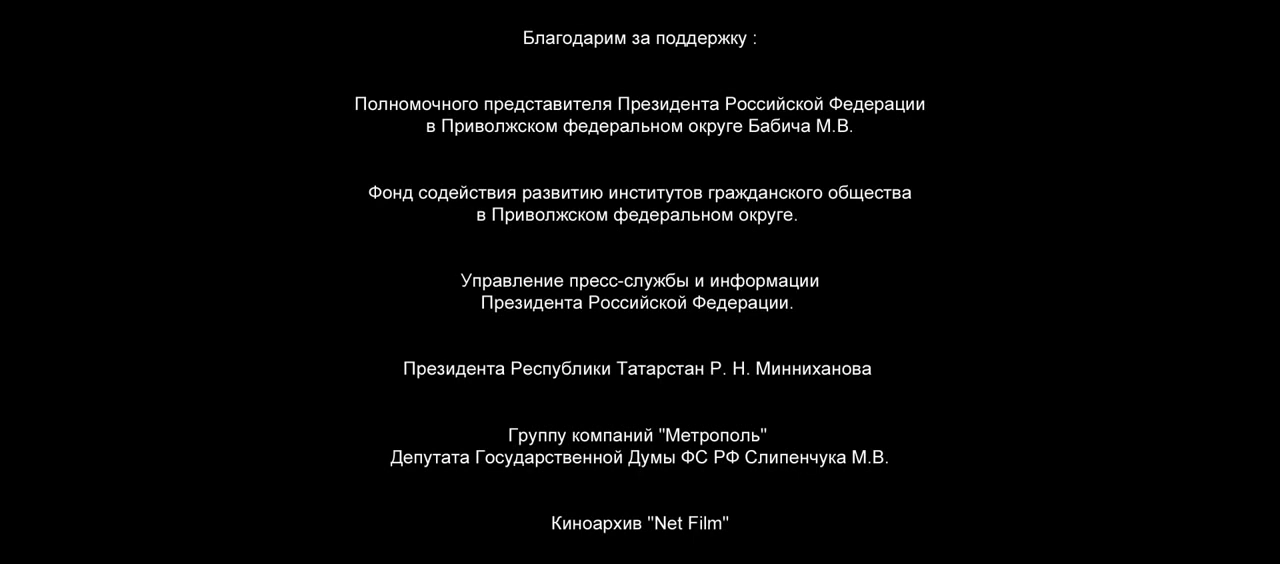 Благодарим за поддержку :
Полномочного представителя Президента Российской Федерации
в Приволжском федеральном округе Бабича М.В.
Фонд содействия развитию институтов гражданского общества
в Приволжском федеральном округе.
Управление пресс-службы и информации
Президента Российской Федерации.
Президента Республики Татарстан Р. Н. Минниханова
Группу компаний "Метрополь"
Депутата Государственной Думы ФС РФ Слипенчука М.В.
Киноархив "Net Film"